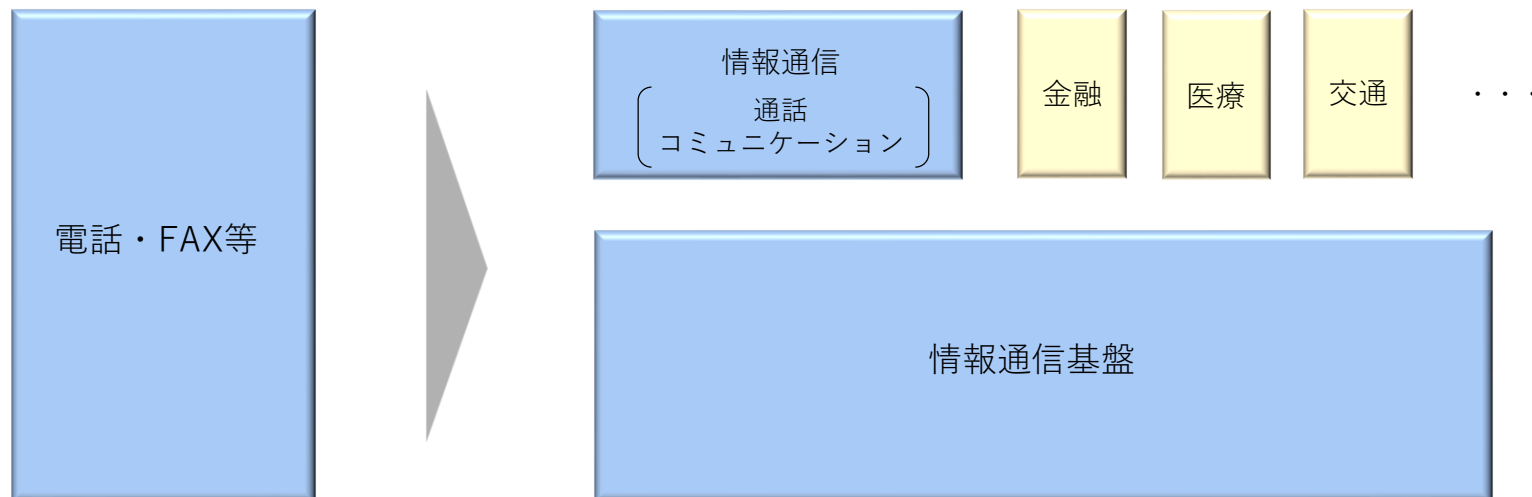 電話・FAX等
情報通信
通話
コミュニケーション
金融
医療
交通
・・・
情報通信基盤